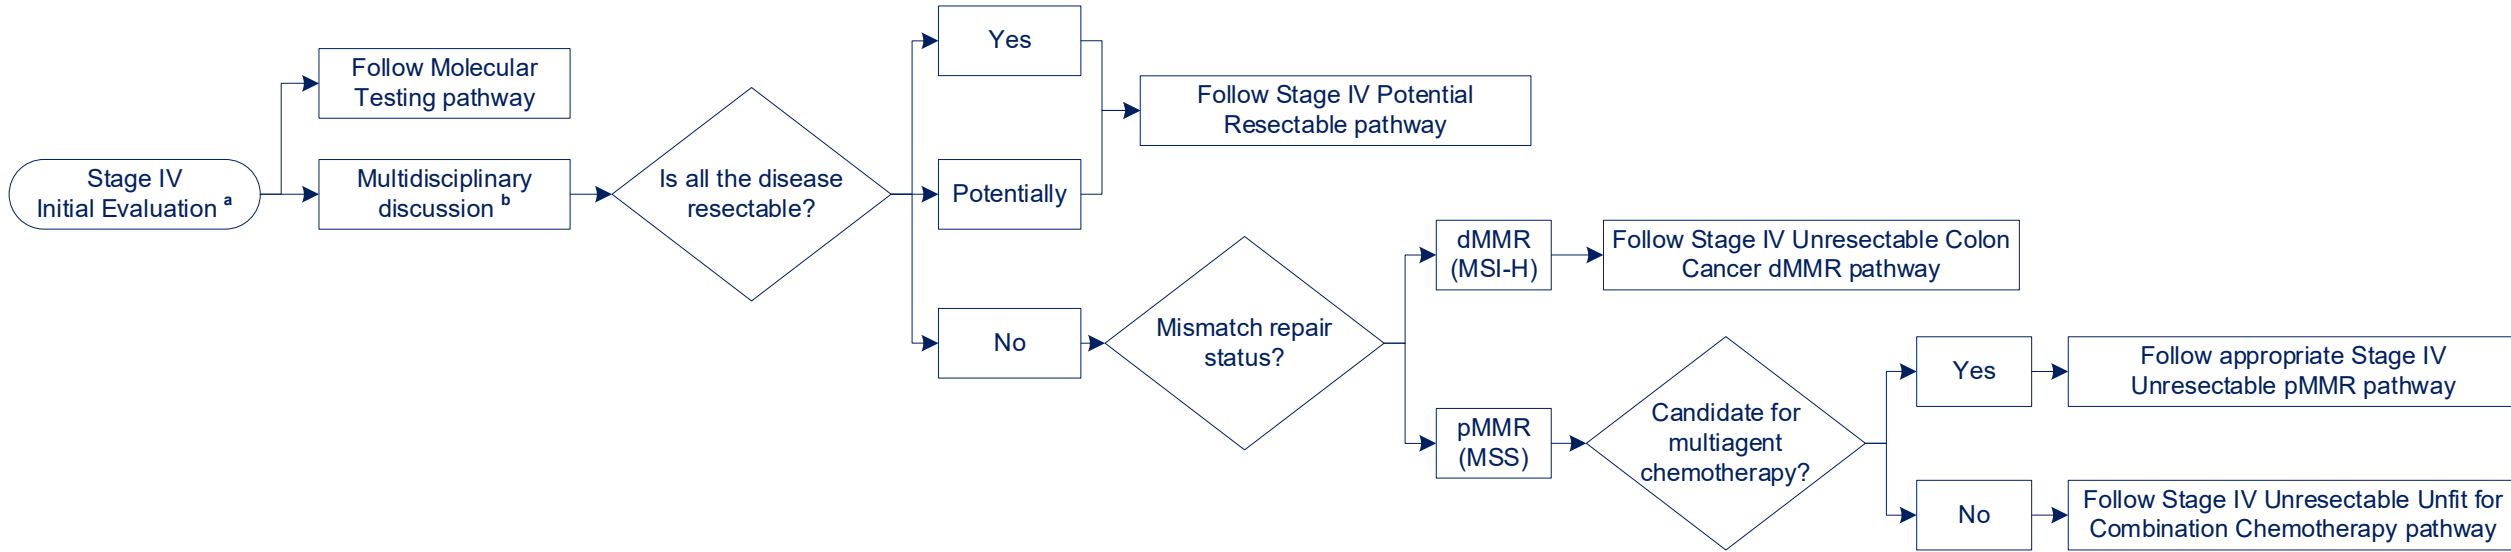 Stage IV
Initial Evaluation a
Follow Molecular
Testing pathway
Multidisciplinary
discussion b
Is all the disease
resectable?
Yes
Potentially
No
Follow Stage IV Potential
Resectable pathway
Mismatch repair
status?
dMMR
(MSI-H)
Follow Stage IV Unresectable Colon
Cancer dMMR pathway
pMMR
(MSS)
Candidate for
multiagent
chemotherapy?
Yes
Follow appropriate Stage IV
Unresectable pMMR pathway
No
Follow Stage IV Unresectable Unfit for
Combination Chemotherapy pathway